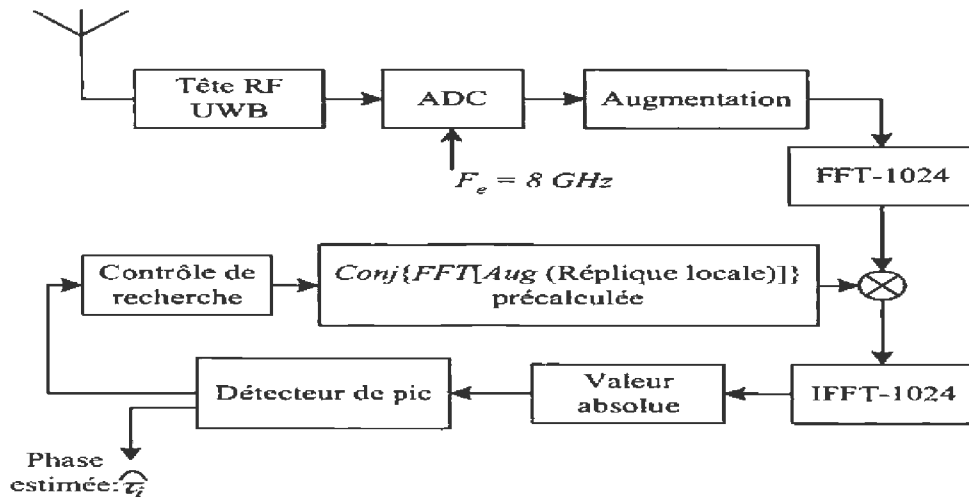 Tête RF
UWB
ADC
Augmentation
F_e = 8 GHz
FFT-1024
Contrôle de
recherche
Conj{FFT[Aug (Réplique locale)]}
précalculée
Détecteur de pic
Valeur
absolue
IFFT-1024
Phase
estimée: τ̂_i